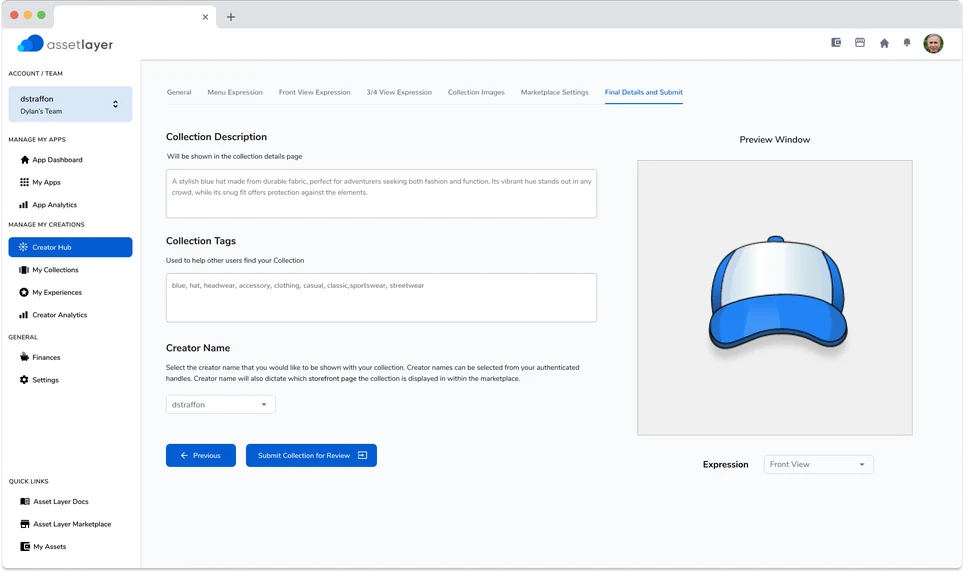 assetlayer
ACCOUNT / TEAM
dstraffon
Dylan's Team
MANAGE MY APPS
App Dashboard
My Apps
App Analytics
MANAGE MY CREATIONS
Creator Hub
My Collections
My Experiences
Creator Analytics
GENERAL
Finances
Settings
QUICK LINKS
Asset Layer Docs
Asset Layer Marketplace
My Assets
General Menu Expression Front View Expression 3/4 View Expression Collection Images Marketplace Settings Final Details and Submit
Collection Description
Will be shown in the collection details page
A stylish blue hat made from durable fabric, perfect for adventurers seeking both fashion and function. Its vibrant hue stands out in any
crowd, while its snug fit offers protection against the elements.
Collection Tags
Used to help other users find your Collection
blue, hat, headwear, accessory, clothing, casual, classic,sportswear, streetwear
Creator Name
Select the creator name that you would like to be shown with your collection. Creator names can be selected from your authenticated
handles. Creator name will also dictate which storefront page the collection is displayed in within the marketplace.
dstraffon
Previous
Submit Collection for Review
Preview Window
Expression
Front View